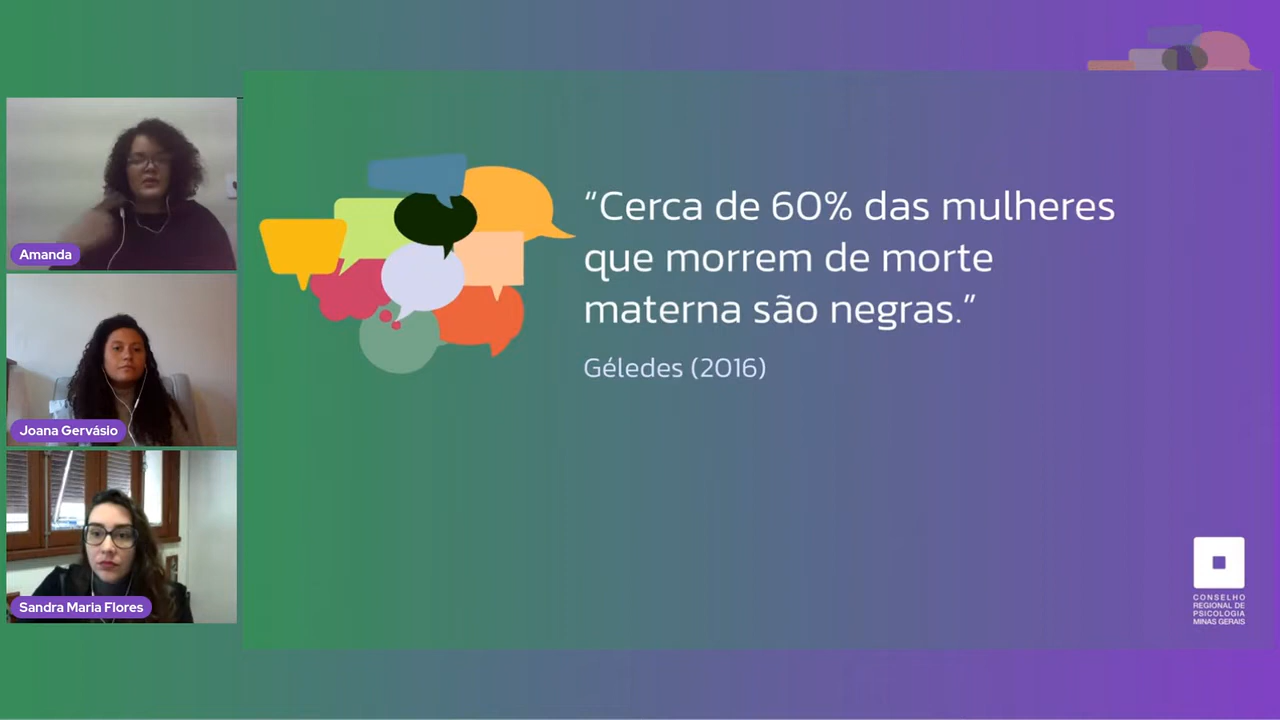 Amanda
Joana Gervásio
Sandra Maria Flores
“Cerca de 60% das mulheres
que morrem de morte
materna são negras.”
Géledes (2016)
CONSELHO
REGIONAL DE
PSICOLOGIA
MINAS GERAIS